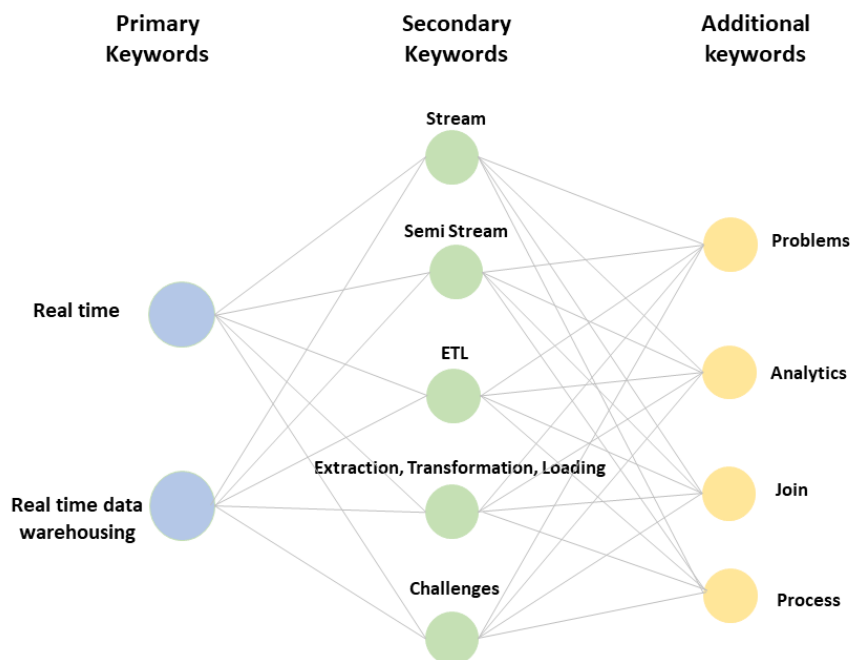 Primary
Keywords
Secondary
Keywords
Additional
keywords
Stream
Semi Stream
ETL
Extraction, Transformation, Loading
Challenges
Real time
Real time data
warehousing
Problems
Analytics
Join
Process